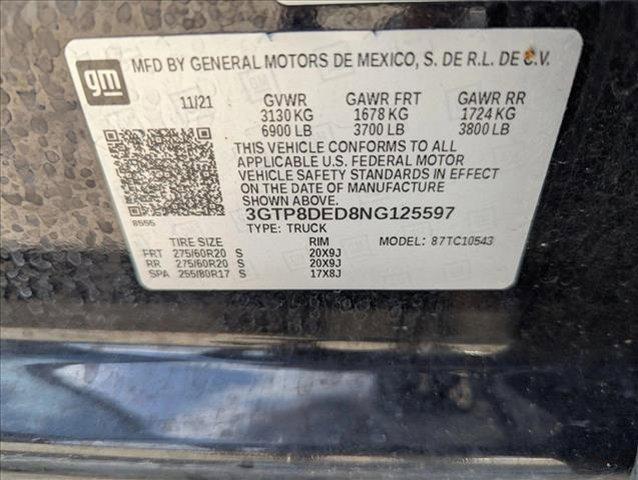 gm
MFD BY GENERAL MOTORS DE MEXICO, S. DE R.L. DE C.V.
11/21 GVWR GAWR FRT GAWR RR
3130 KG 1678 KG 1724 KG
6900 LB 3700 LB 3800 LB
THIS VEHICLE CONFORMS TO ALL
APPLICABLE U.S. FEDERAL MOTOR
VEHICLE SAFETY STANDARDS IN EFFECT
ON THE DATE OF MANUFACTURE
SHOWN ABOVE.
8555 3GTP8DED8NG125597
TYPE: TRUCK
TIRE SIZE RIM MODEL: 87TC10543
FRT 275/60R20 S 20X9J
RR 275/60R20 S 20X9J
SPA 255/80R17 S 17X8J